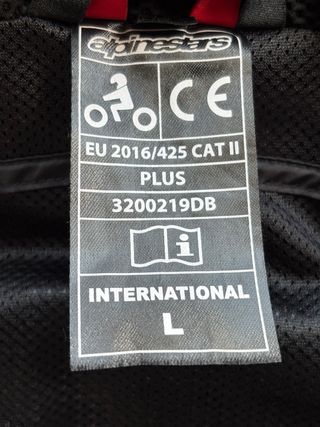 alpinestars
CE
EU 2016/425 CAT II
PLUS
3200219DB
i
INTERNATIONAL
L